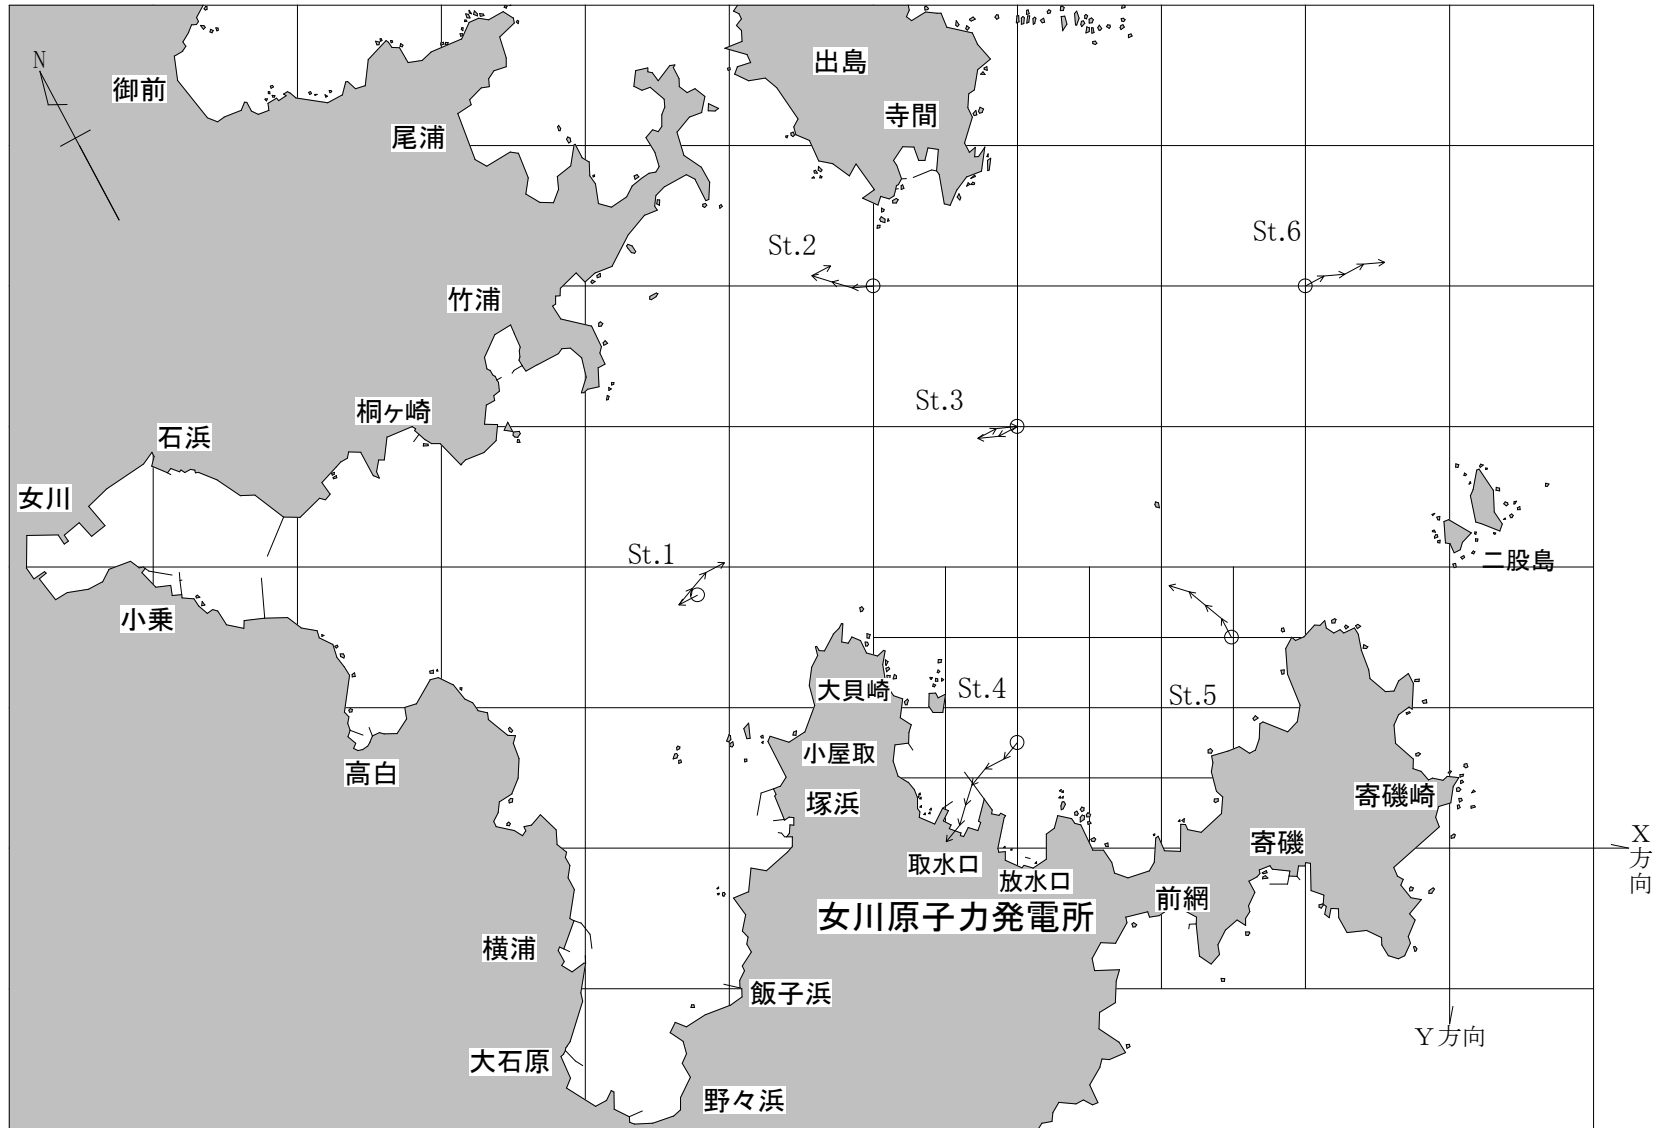 出島
N
御前
寺間
尾浦
St.6
St.2
竹浦
St.3
桐ヶ崎
石浜
女川
St.1
二股島
小乗
大貝崎
St.4
St.5
小屋取
高白
寄磯崎
塚浜
寄磯
X方向
取水口
放水口
前網
女川原子力発電所
横浦
飯子浜
Y方向
大石原
野々浜